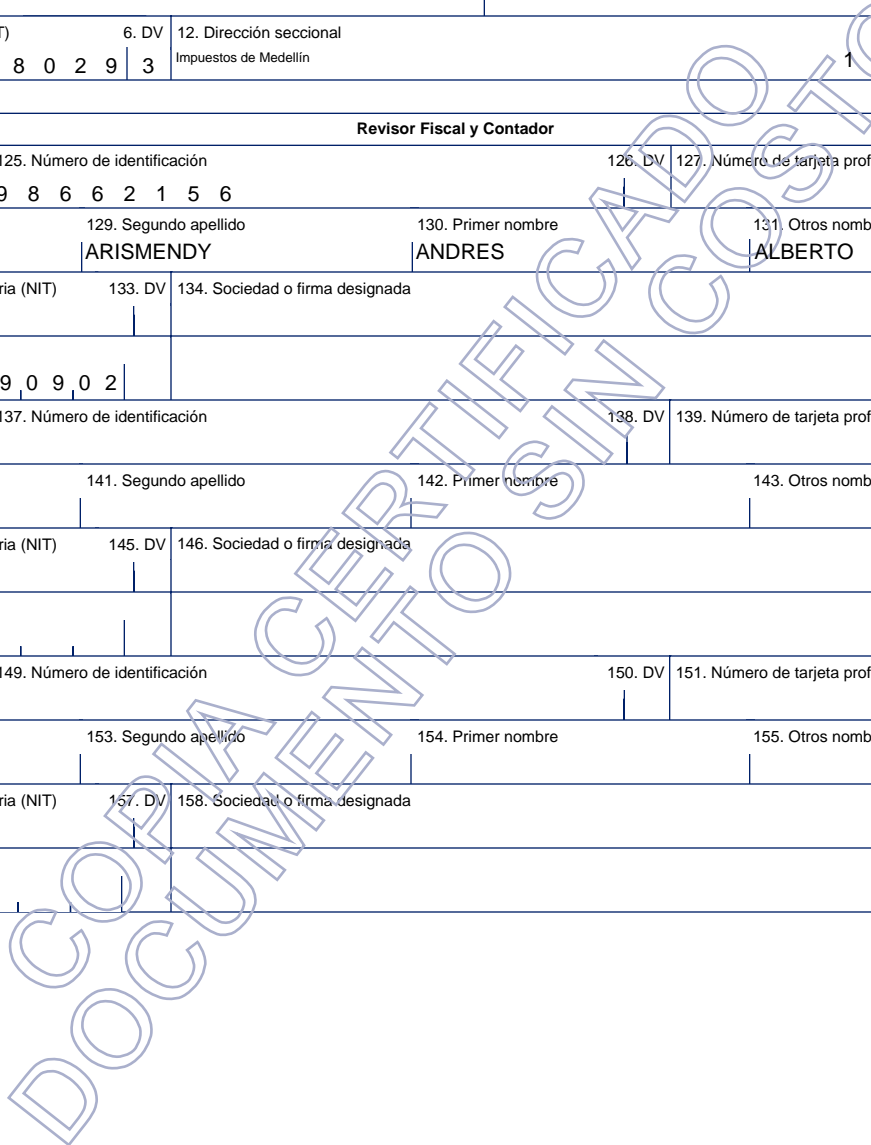 T) 6. DV 12. Dirección seccional
8 0 2 9 3 Impuestos de Medellín 1
Revisor Fiscal y Contador
125. Número de identificación 126. DV 127. Número de tarjeta prof
9 8 6 6 2 1 5 6
129. Segundo apellido 130. Primer nombre 131. Otros nomb
ARISMENDY ANDRES ALBERTO
ria (NIT) 133. DV 134. Sociedad o firma designada
9 0 9 0 2
137. Número de identificación 138. DV 139. Número de tarjeta prof
141. Segundo apellido 142. Primer nombre 143. Otros nomb
ria (NIT) 145. DV 146. Sociedad o firma designada
149. Número de identificación 150. DV 151. Número de tarjeta prof
153. Segundo apellido 154. Primer nombre 155. Otros nomb
ria (NIT) 157. DV 158. Sociedad o firma designada
COPIA CERTIFICADO
DOCUMENTO SIN COSTO